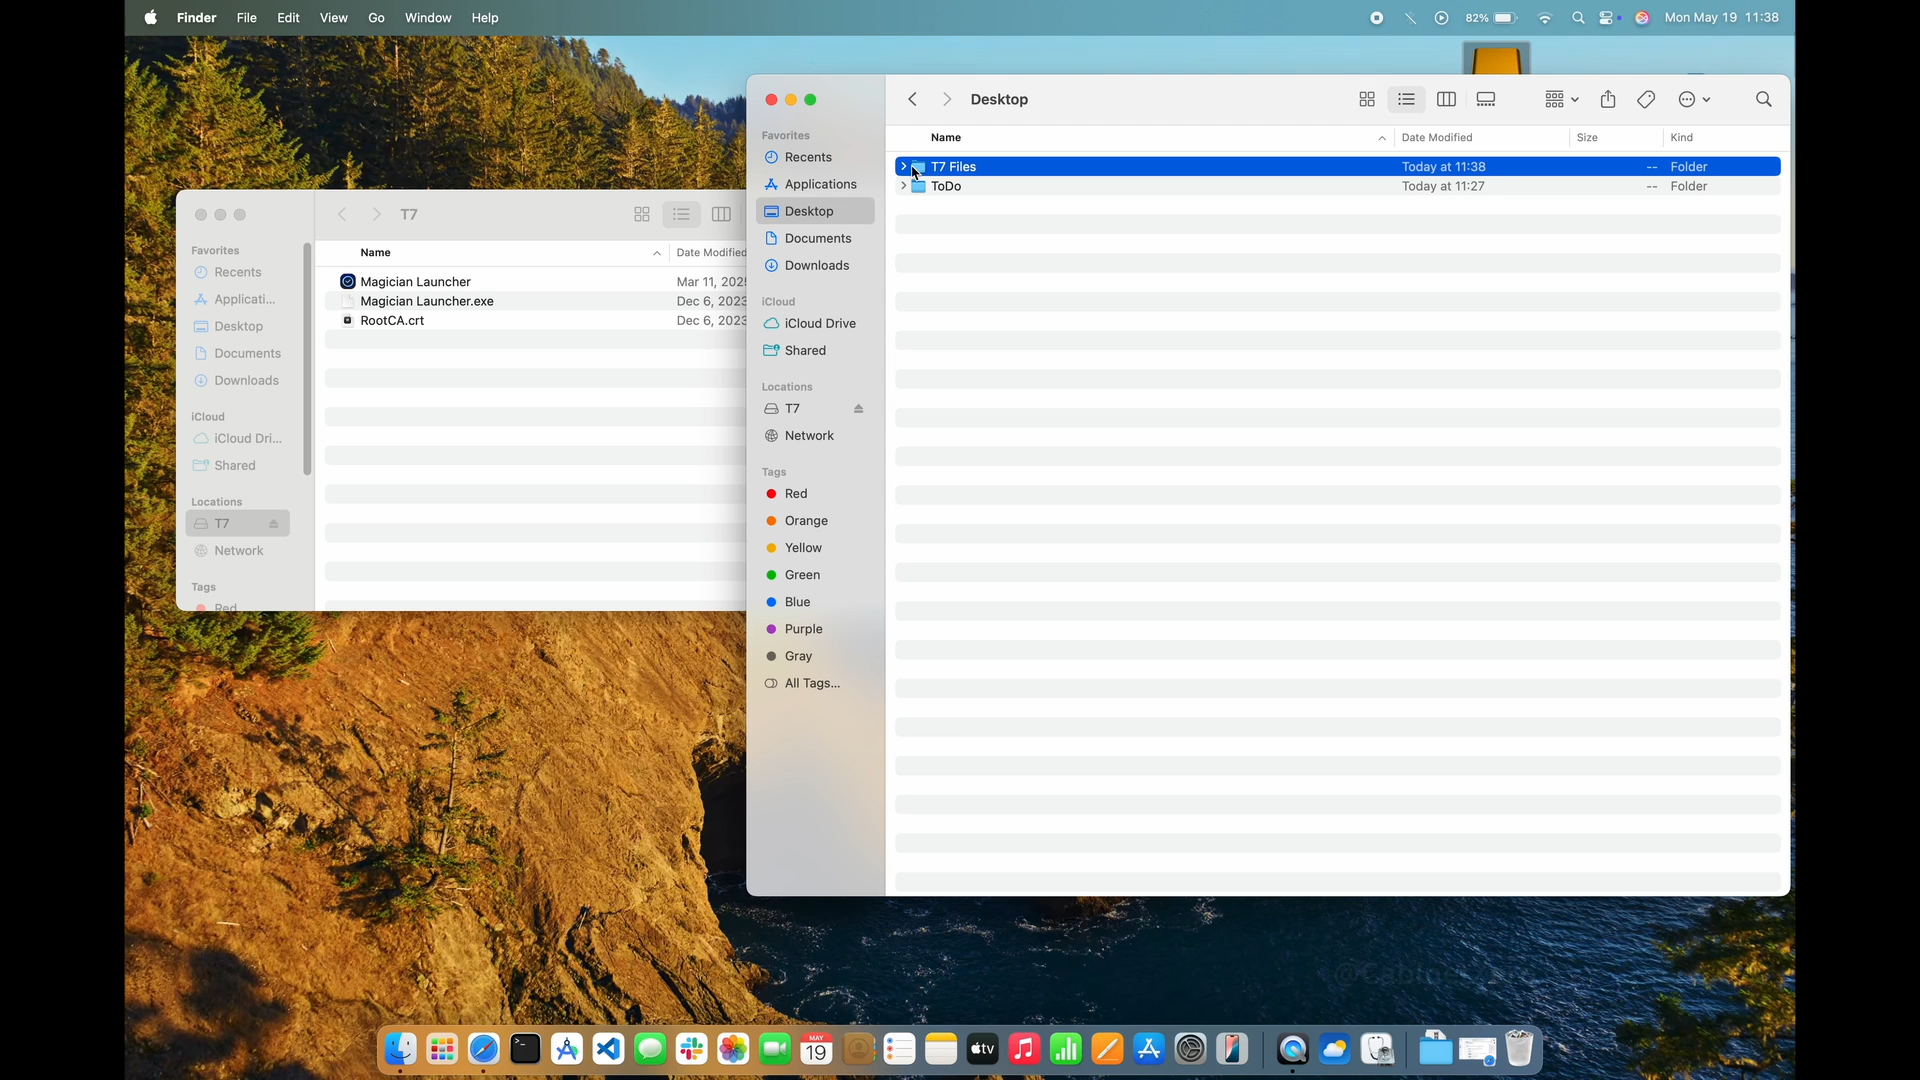 Finder File Edit View Go Window Help
82% Mon May 19 11:38
Desktop
Favorites
Recents
Applications
Desktop
Documents
Downloads
iCloud
iCloud Drive
Shared
Locations
T7
Network
Tags
Red
Orange
Yellow
Green
Blue
Purple
Gray
All Tags...
Name Date Modified Size Kind
T7 Files Today at 11:38 -- Folder
ToDo Today at 11:27 -- Folder
T7
Favorites
Recents
Applicati...
Desktop
Documents
Downloads
iCloud
iCloud Dri...
Shared
Locations
T7
Network
Tags
Red
Name Date Modified
Magician Launcher Mar 11, 202
Magician Launcher.exe Dec 6, 2023
RootCA.crt Dec 6, 2023
MAY
19
tv